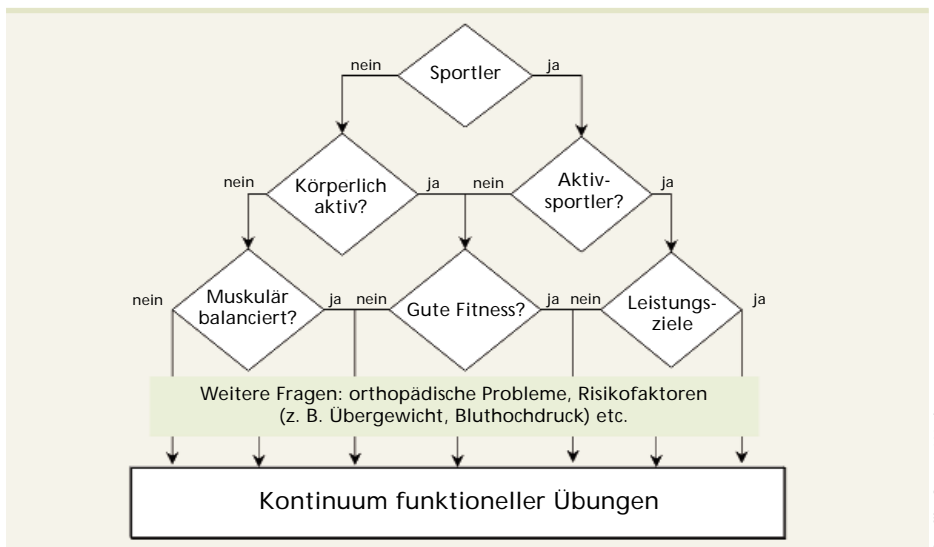 Sportler
nein
ja
Körperlich
aktiv?
nein
ja
Aktiv-
sportler?
nein
ja
Muskulär
balanciert?
nein
ja
Gute Fitness?
nein
ja
Leistungs-
ziele
nein
ja
Weitere Fragen: orthopädische Probleme, Risikofaktoren
(z. B. Übergewicht, Bluthochdruck) etc.
Kontinuum funktioneller Übungen